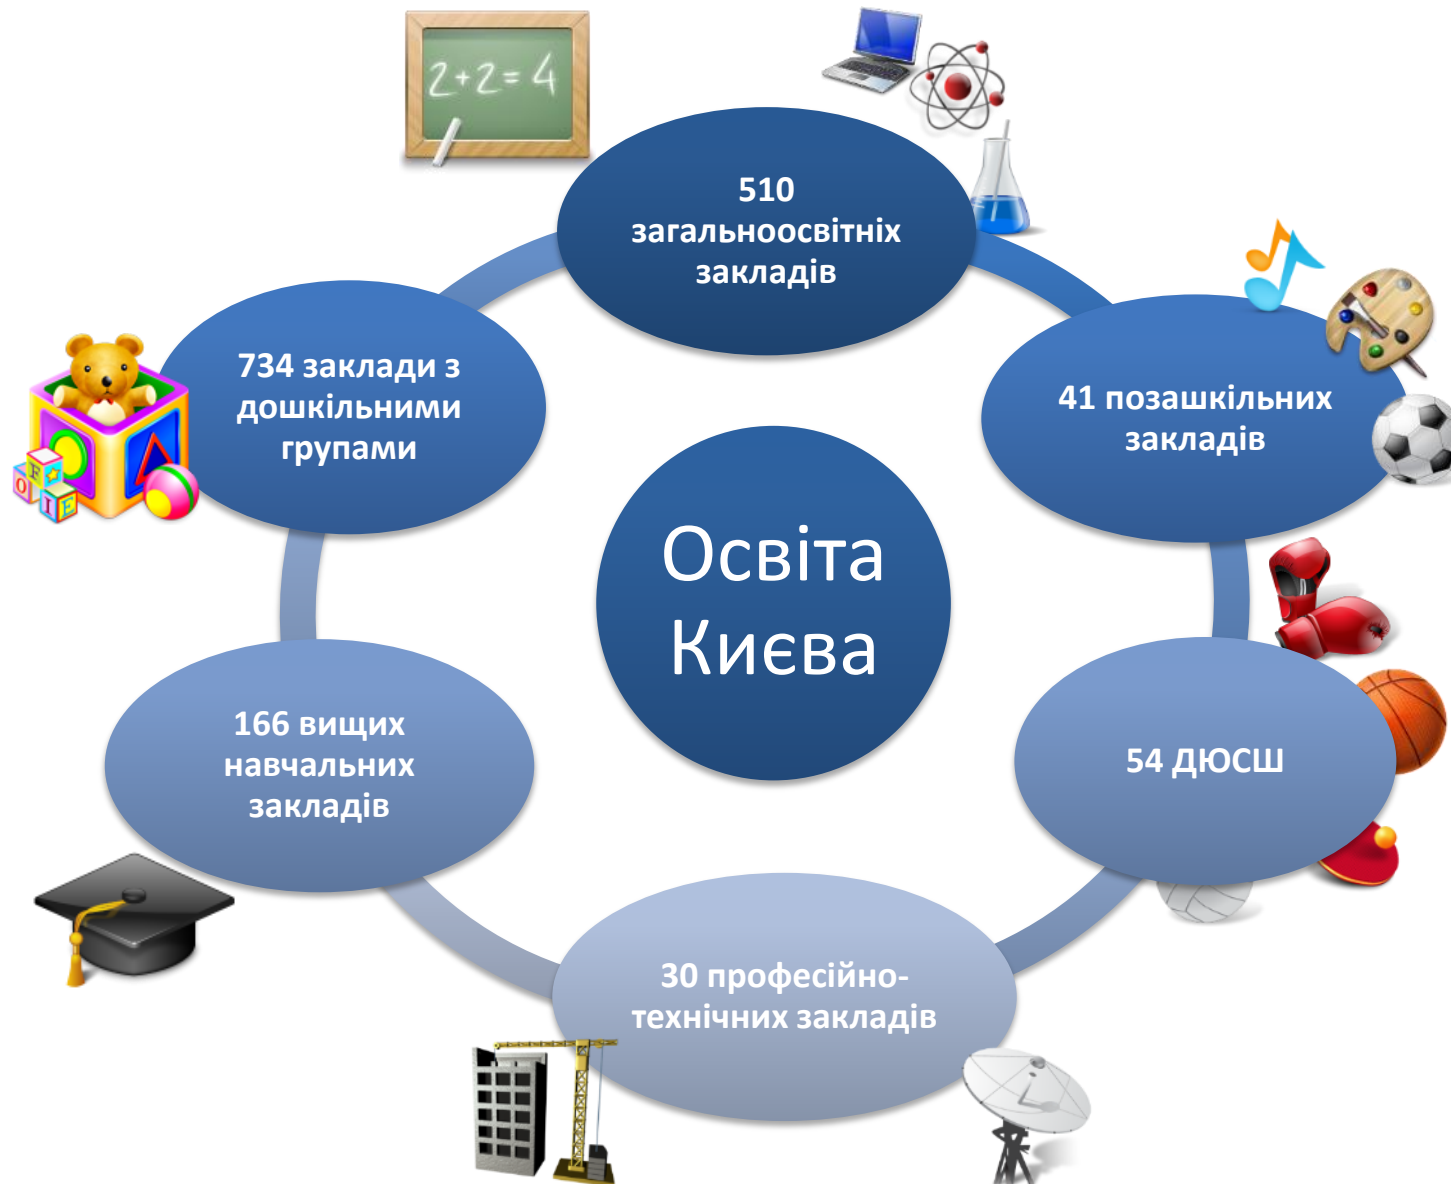 2+2=4
510
загальноосвітніх
закладів
734 заклади з
дошкільними
групами
41 позашкільних
закладів
Освіта
Києва
166 вищих
навчальних
закладів
54 ДЮСШ
30 професійно-
технічних закладів
F
O
I E